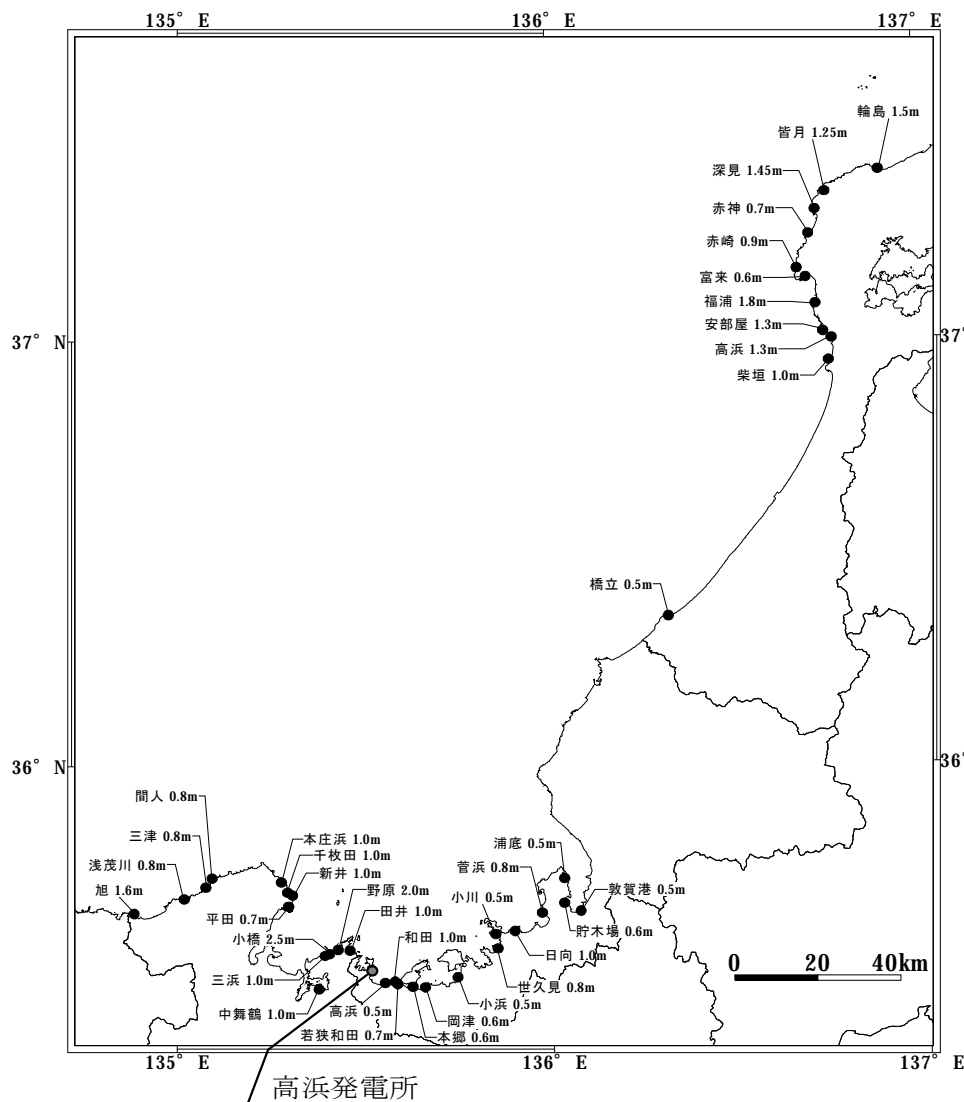 135° E
136° E
137° E
輪島 1.5m
皆月 1.25m
深見 1.45m
赤神 0.7m
赤崎 0.9m
富来 0.6m
福浦 1.8m
安部屋 1.3m
高浜 1.3m
柴垣 1.0m
37° N
37°
橋立 0.5m
36° N
36°
間人 0.8m
三津 0.8m
浅茂川 0.8m
旭 1.6m
本庄浜 1.0m
千枚田 1.0m
新井 1.0m
野原 2.0m
田井 1.0m
平田 0.7m
小橋 2.5m
三浜 1.0m
中舞鶴 1.0m
和田 1.0m
高浜 0.5m
若狭和田 0.7m
本郷 0.6m
岡津 0.6m
小浜 0.5m
世久見 0.8m
日向 1.0m
小川 0.5m
菅浜 0.8m
浦底 0.5m
敦賀港 0.5m
貯木場 0.6m
0 20 40km
135° E
136° E
137° E
高浜発電所